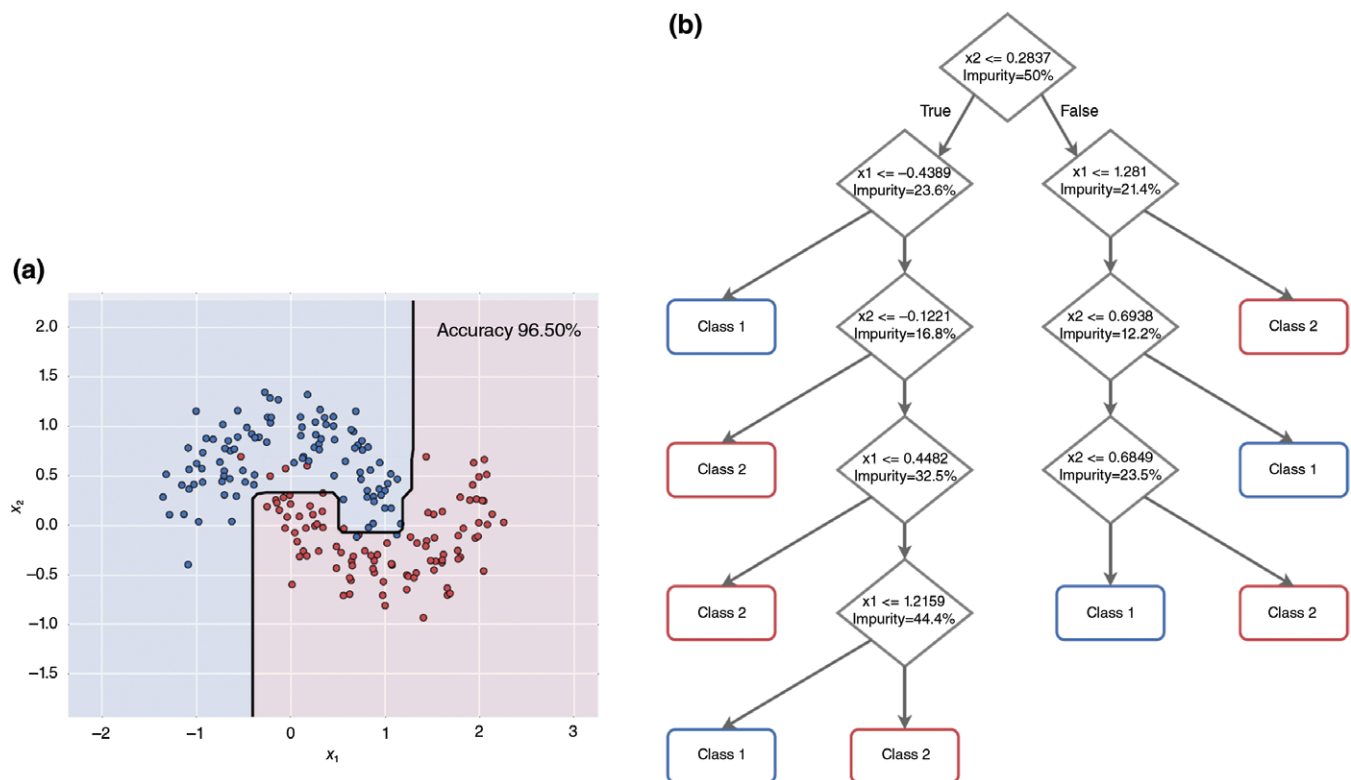 (a)
Accuracy 96.50%
2.0
1.5
1.0
0.5
0.0
−0.5
−1.0
−1.5
−2
−1
0
1
2
3
x₁
x₂
(b)
x2 <= 0.2837
Impurity=50%
True
False
x1 <= −0.4389
Impurity=23.6%
x1 <= 1.281
Impurity=21.4%
Class 1
x2 <= −0.1221
Impurity=16.8%
x2 <= 0.6938
Impurity=12.2%
Class 2
Class 2
x1 <= 0.4482
Impurity=32.5%
x2 <= 0.6849
Impurity=23.5%
Class 1
Class 2
x1 <= 1.2159
Impurity=44.4%
Class 1
Class 2
Class 1
Class 2